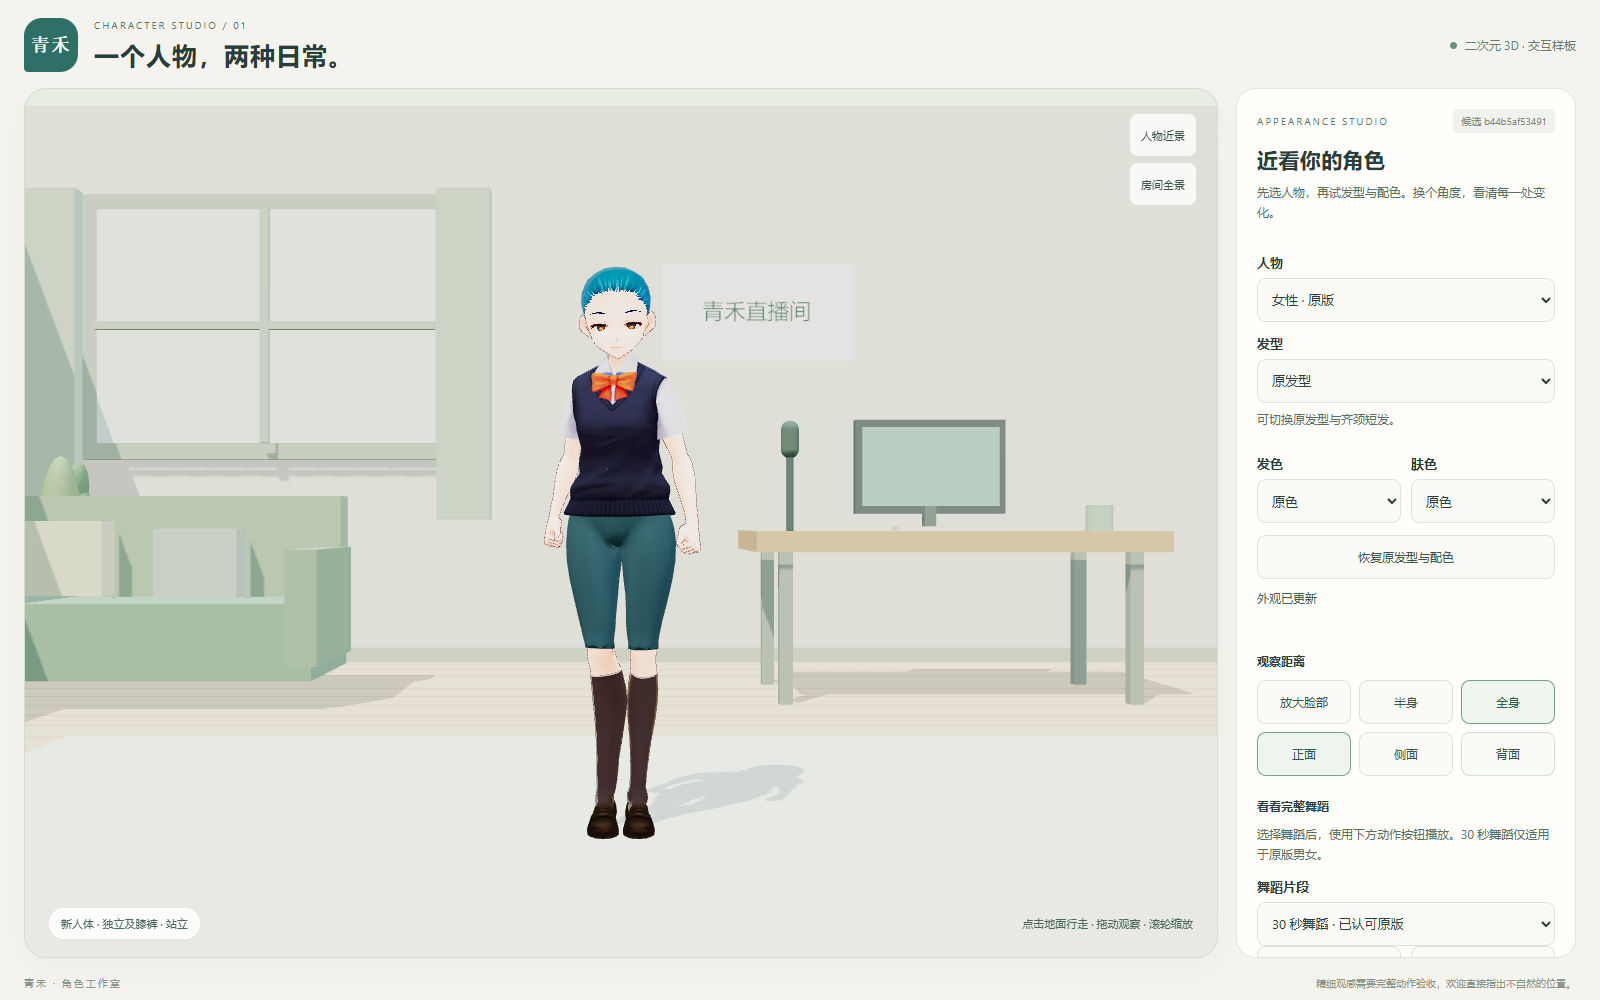 青禾
CHARACTER STUDIO / 01
一个人物，两种日常。
二次元 3D · 交互样板
人物近景
房间全景
青禾直播间
新人体 · 独立及膝裤 · 站立
点击地面行走 · 拖动观察 · 滚轮缩放
APPEARANCE STUDIO
候选 b44b5af53491
近看你的角色
先选人物，再试发型与配色。换个角度，看清每一处变
化。
人物
女性 · 原版
发型
原发型
可切换原发型与齐颈短发。
发色
肤色
原色
原色
恢复原发型与配色
外观已更新
观察距离
放大脸部
半身
全身
正面
侧面
背面
看看完整舞蹈
选择舞蹈后，使用下方动作按钮播放。30 秒舞蹈仅适用
于原版男女。
舞蹈片段
30 秒舞蹈 · 已认可原版
青禾 · 角色工作室
精细观感需要完整动作验收，欢迎直接指出不自然的位置。